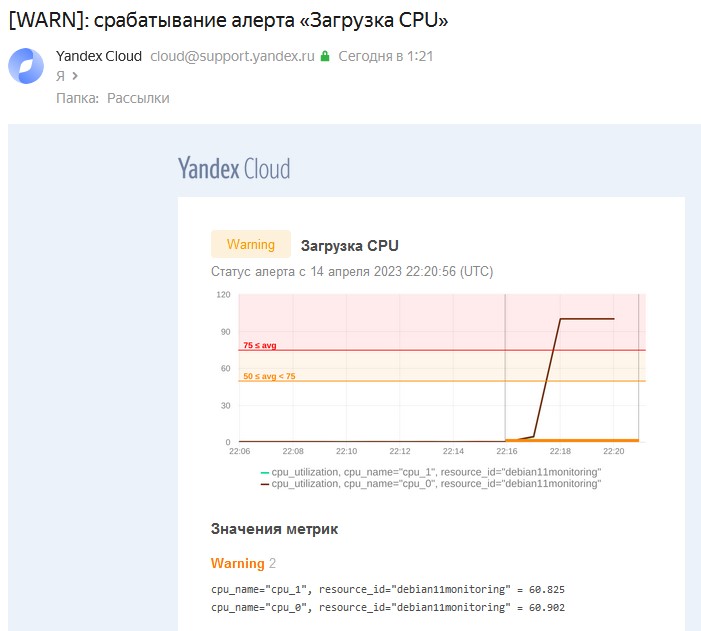 [WARN]: срабатывание алерта «Загрузка CPU»
Yandex Cloud cloud@support.yandex.ru Сегодня в 1:21
Я >
Папка: Рассылки
Yandex Cloud
Warning Загрузка CPU
Статус алерта с 14 апреля 2023 22:20:56 (UTC)
120
90
75 ≤ avg
60
50 ≤ avg < 75
30
0
22:06 22:08 22:10 22:12 22:14 22:16 22:18 22:20
cpu_utilization, cpu_name="cpu_1", resource_id="debian11monitoring"
cpu_utilization, cpu_name="cpu_0", resource_id="debian11monitoring"
Значения метрик
Warning 2
cpu_name="cpu_1", resource_id="debian11monitoring" = 60.825
cpu_name="cpu_0", resource_id="debian11monitoring" = 60.902